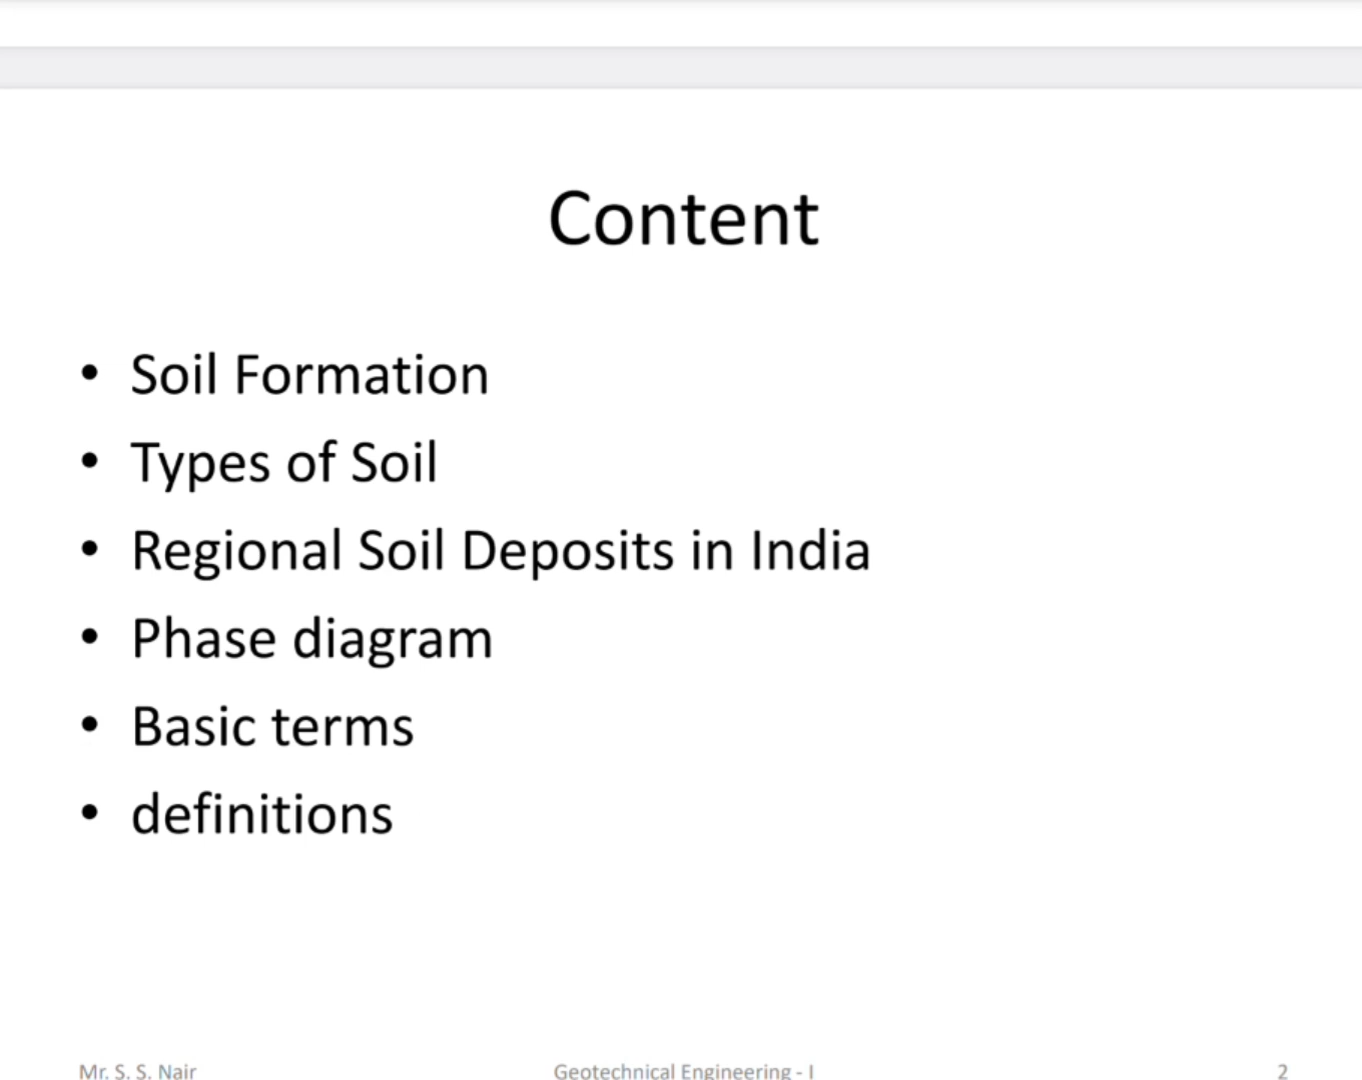 Content
• Soil Formation
• Types of Soil
• Regional Soil Deposits in India
• Phase diagram
• Basic terms
• definitions
Mr. S. S. Nair
Geotechnical Engineering - I
2